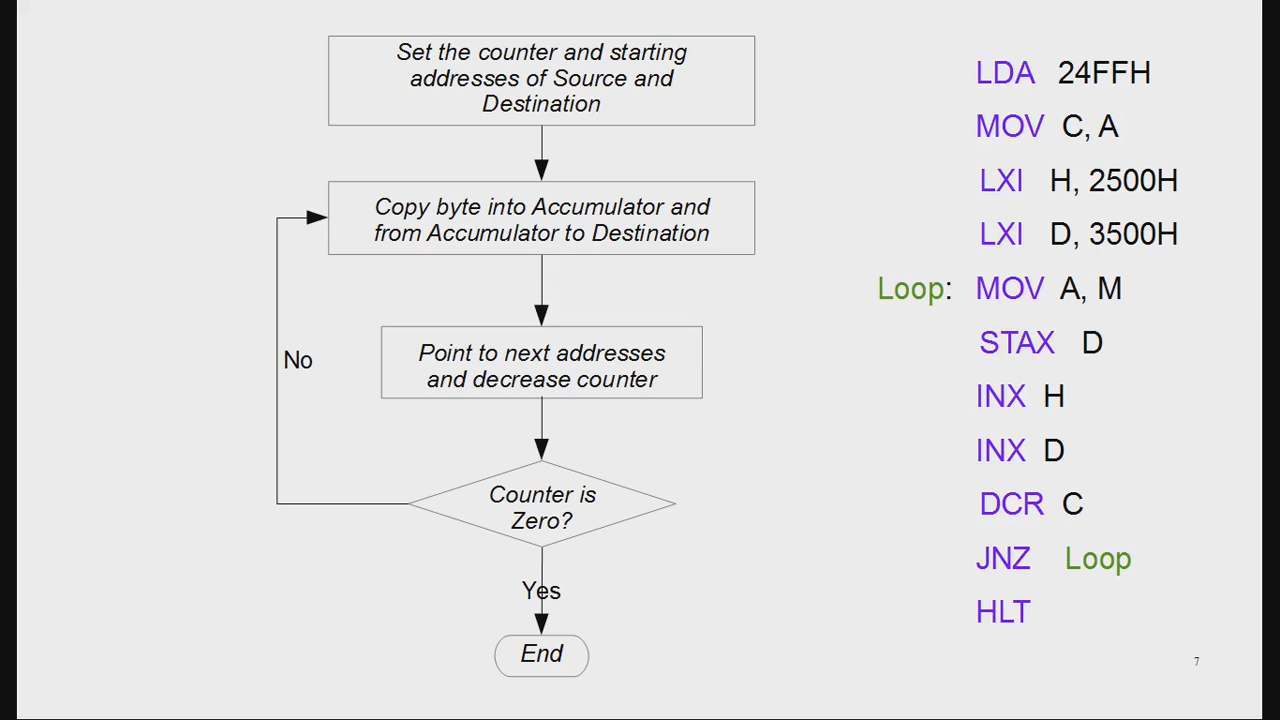 Set the counter and starting
addresses of Source and
Destination
Copy byte into Accumulator and
from Accumulator to Destination
No
Point to next addresses
and decrease counter
Counter is
Zero?
Yes
End
LDA 24FFH
MOV C, A
LXI H, 2500H
LXI D, 3500H
Loop: MOV A, M
STAX D
INX H
INX D
DCR C
JNZ Loop
HLT
7